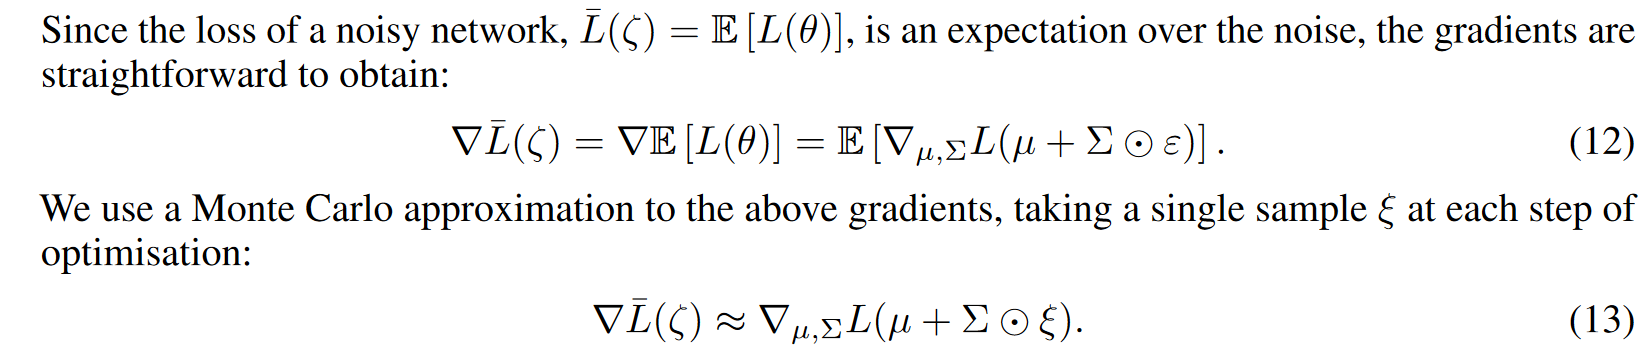 Since the loss of a noisy network, L̄(ζ) = 𝔼 [L(θ)], is an expectation over the noise, the gradients are
straightforward to obtain:
∇L̄(ζ) = ∇𝔼 [L(θ)] = 𝔼 [∇_{μ,Σ}L(μ + Σ ⊙ ε)] . (12)
We use a Monte Carlo approximation to the above gradients, taking a single sample ξ at each step of
optimisation:
∇L̄(ζ) ≈ ∇_{μ,Σ}L(μ + Σ ⊙ ξ). (13)